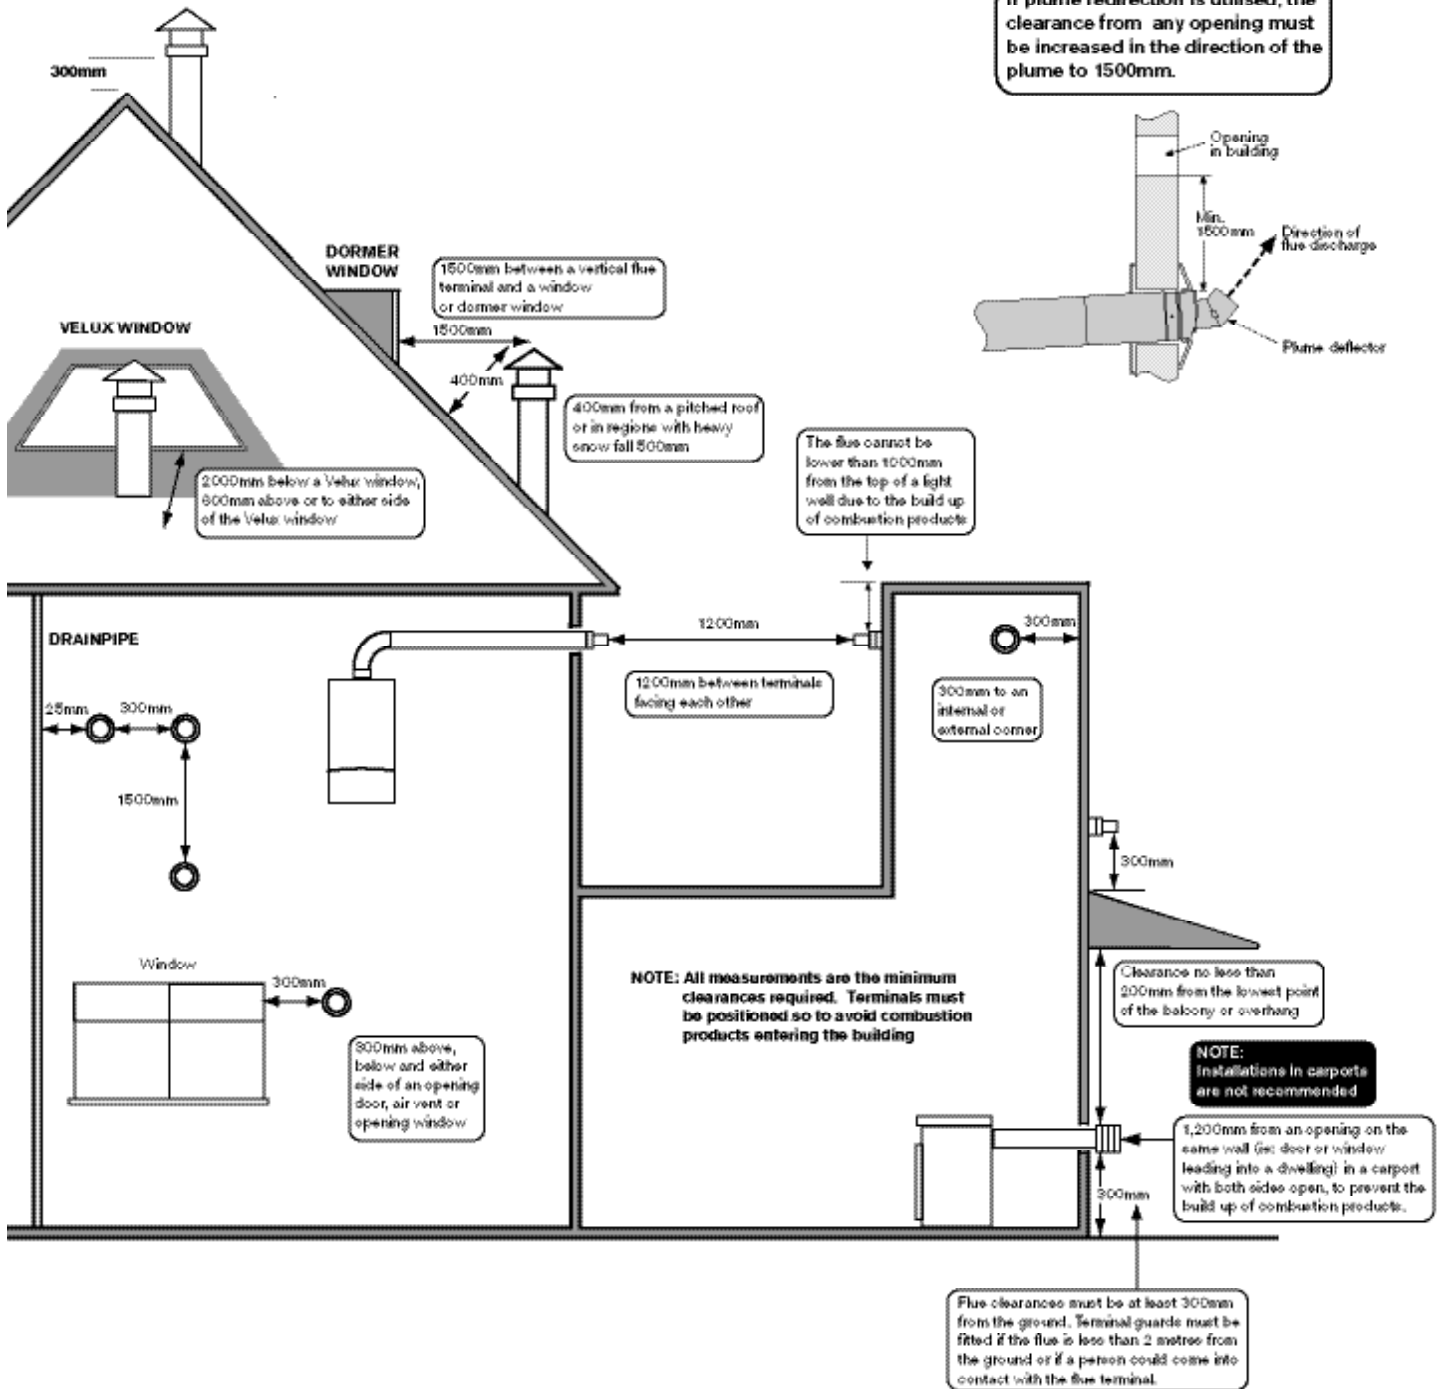 If plume redirection is utilised, the
clearance from any opening must
be increased in the direction of the
plume to 1500mm.
300mm
Opening
in building
Min.
1500mm
Direction of
flue discharge
Plume deflector
DORMER
WINDOW
1500mm between a vertical flue
terminal and a window
or dormer window
1500mm
VELUX WINDOW
400mm
400mm from a pitched roof
or in regions with heavy
snow fall 500mm
2000mm below a Velux window,
600mm above or to either side
of the Velux window
The flue cannot be
lower than 1000mm
from the top of a light
well due to the build up
of combustion products
DRAINPIPE
1200mm
300mm
1200mm between terminals
facing each other
300mm to an
internal or
external corner
25mm
300mm
1500mm
300mm
Window
300mm
NOTE: All measurements are the minimum
clearances required. Terminals must
be positioned so to avoid combustion
products entering the building
Clearance no less than
200mm from the lowest point
of the balcony or overhang
300mm above,
below and either
side of an opening
door, air vent or
opening window
NOTE:
Installations in carports
are not recommended
1,200mm from an opening on the
same wall (ie: door or window
leading into a dwelling) in a carport
with both sides open, to prevent the
build up of combustion products.
300mm
Flue clearances must be at least 300mm
from the ground. Terminal guards must be
fitted if the flue is less than 2 metres from
the ground or if a person could come into
contact with the flue terminal.